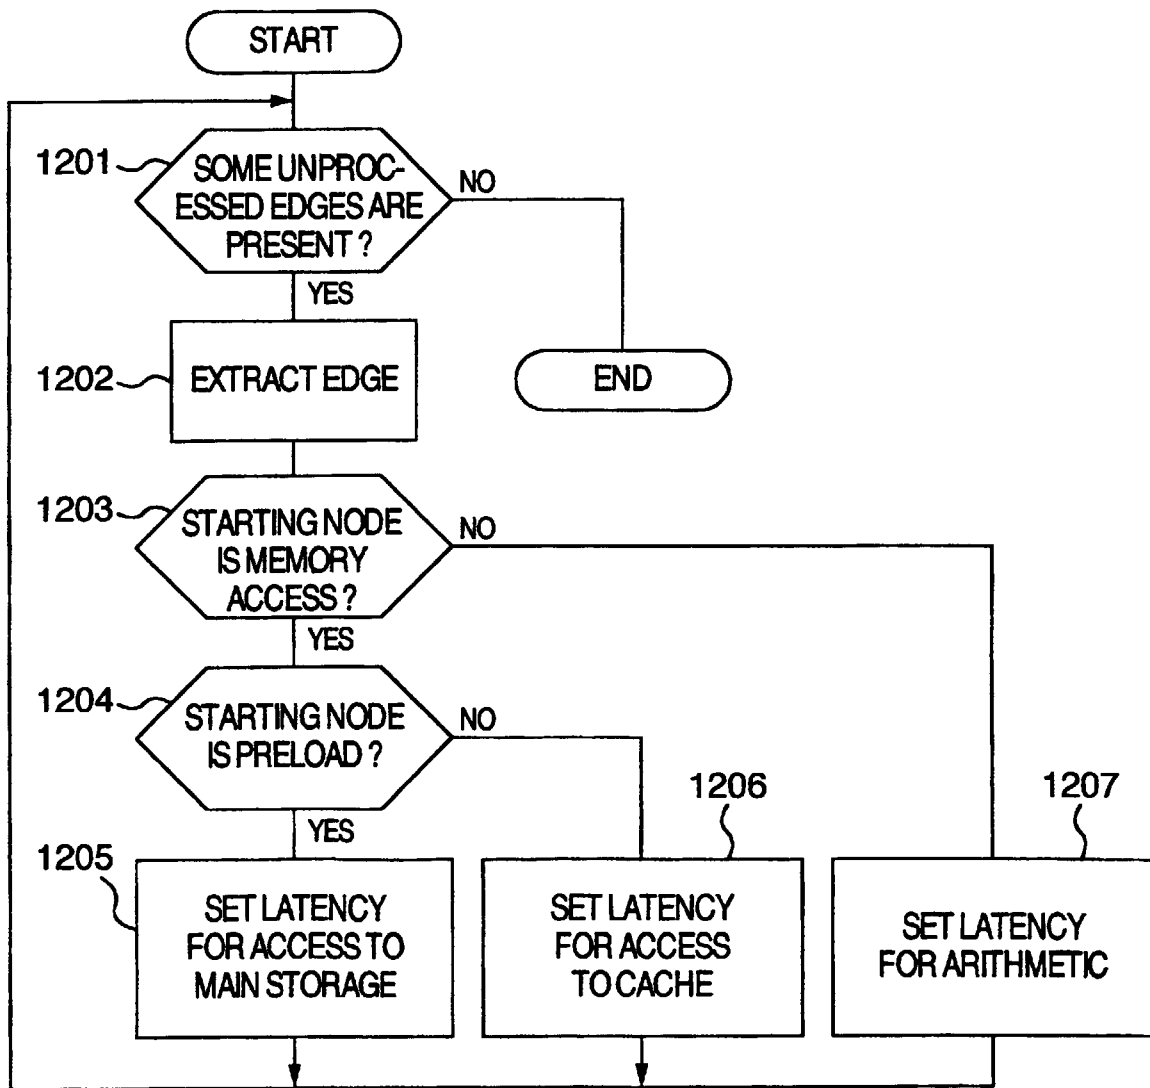 START
1201
SOME UNPROC-
ESSED EDGES ARE
PRESENT ?
NO
YES
1202
EXTRACT EDGE
END
1203
STARTING NODE
IS MEMORY
ACCESS ?
NO
YES
1204
STARTING NODE
IS PRELOAD ?
NO
YES
1205
SET LATENCY
FOR ACCESS TO
MAIN STORAGE
1206
SET LATENCY
FOR ACCESS
TO CACHE
1207
SET LATENCY
FOR ARITHMETIC